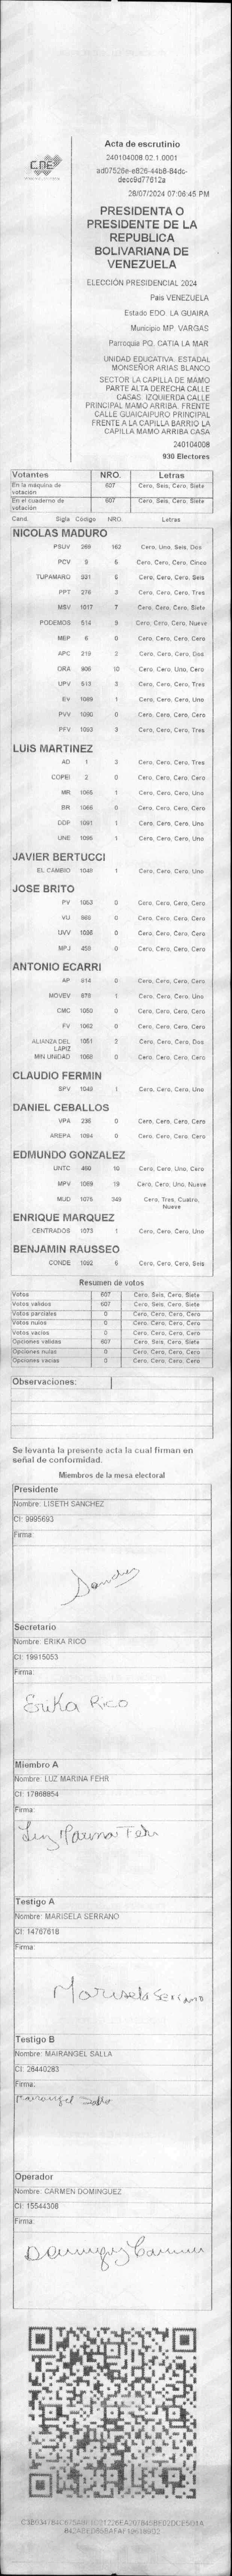 CNE
Acta de escrutinio
240104008.02.1.0001
28/07/2024 07:06:45 PM
PRESIDENTA O
PRESIDENTE DE LA
REPUBLICA
BOLIVARIANA DE
VENEZUELA
ELECCIÓN PRESIDENCIAL 2024
País VENEZUELA
Estado EDO. LA GUAIRA
Municipio MP. VARGAS
Parroquia PQ. CATIA LA MAR
UNIDAD EDUCATIVA. ESTADAL
MONSEÑOR ARIAS BLANCO
SECTOR LA CAPILLA DE MAMO
PARTE ALTA DERECHA CALLE
CASAS. IZQUIERDA CALLE
PRINCIPAL MAMO ARRIBA. FRENTE
CALLE GUAICAIPURO PRINCIPAL
FRENTE A LA CAPILLA BARRIO LA
CAPILLA MAMO ARRIBA CASA
240104008
930 Electores
Votantes NRO. Letras
En la máquina de votación 607 Cero, Seis, Cero, Siete
En el cuaderno de votación 607 Cero, Seis, Cero, Siete
Cand. Sigla Código NRO. Letras
NICOLAS MADURO
PSUV 269 162 Cero, Uno, Seis, Dos
PCV 5 Cero, Cero, Cero, Cinco
TUPAMARO 6 Cero, Cero, Cero, Seis
PPT 3 Cero, Cero, Cero, Tres
MSV 1017 7 Cero, Cero, Cero, Siete
PODEMOS 514 9 Cero, Cero, Cero, Nueve
MEP 6 0 Cero, Cero, Cero, Cero
APC 219 2 Cero, Cero, Cero, Dos
ORA 906 10 Cero, Cero, Uno, Cero
UPV 513 3 Cero, Cero, Cero, Tres
EV 1089 1 Cero, Cero, Cero, Uno
PVV 1090 0 Cero, Cero, Cero, Cero
PFV 1093 3 Cero, Cero, Cero, Tres
LUIS MARTINEZ
AD 1 3 Cero, Cero, Cero, Tres
COPEI 2 0 Cero, Cero, Cero, Cero
MR 1065 1 Cero, Cero, Cero, Uno
BR 1066 0 Cero, Cero, Cero, Cero
DDP 1091 1 Cero, Cero, Cero, Uno
UNE 1095 1 Cero, Cero, Cero, Uno
JAVIER BERTUCCI
EL CAMBIO 1048 1 Cero, Cero, Cero, Uno
JOSE BRITO
PV 1053 0 Cero, Cero, Cero, Cero
VU 0 Cero, Cero, Cero, Cero
UVV 0 Cero, Cero, Cero, Cero
MPJ 0 Cero, Cero, Cero, Cero
ANTONIO ECARRI
AP 0 Cero, Cero, Cero, Cero
MOVEV 1 Cero, Cero, Cero, Uno
CMC 1050 0 Cero, Cero, Cero, Cero
FV 1062 0 Cero, Cero, Cero, Cero
ALIANZA DEL LAPIZ 1051 2 Cero, Cero, Cero, Dos
MIN UNIDAD 1068 0 Cero, Cero, Cero, Cero
CLAUDIO FERMIN
SPV 1049 1 Cero, Cero, Cero, Uno
DANIEL CEBALLOS
VPA 236 0 Cero, Cero, Cero, Cero
AREPA 1094 0 Cero, Cero, Cero, Cero
EDMUNDO GONZALEZ
UNTC 10 Cero, Cero, Uno, Cero
MPV 1069 19 Cero, Cero, Uno, Nueve
MUD 1075 349 Cero, Tres, Cuatro,
Nueve
ENRIQUE MARQUEZ
CENTRADOS 1073 1 Cero, Cero, Cero, Uno
BENJAMIN RAUSSEO
CONDE 1092 6 Cero, Cero, Cero, Seis
Resumen de votos
Votos 607 Cero, Seis, Cero, Siete
Votos validos 607 Cero, Seis, Cero, Siete
Votos parciales 0 Cero, Cero, Cero, Cero
Votos nulos 0 Cero, Cero, Cero, Cero
Votos vacios 0 Cero, Cero, Cero, Cero
Opciones validas 607 Cero, Seis, Cero, Siete
Opciones nulas 0 Cero, Cero, Cero, Cero
Opciones vacias 0 Cero, Cero, Cero, Cero
Observaciones:
Se levanta la presente acta la cual firman en
señal de conformidad.
Miembros de la mesa electoral
Presidente
Nombre: LISETH SANCHEZ
CI: 9995693
Firma:
Sanchez
Secretario
Nombre: ERIKA RICO
CI: 19915053
Firma:
Erika Rico
Miembro A
Nombre: LUZ MARINA FEHR
CI: 17868854
Firma:
Luz Marina Fehr
Testigo A
Nombre: MARISELA SERRANO
CI: 14767618
Firma:
Marisela Serrano
Testigo B
Nombre: MAIRANGEL SALLA
CI: 26440283
Firma:
Mairangel Salla
Operador
Nombre: CARMEN DOMINGUEZ
CI: 15544308
Firma:
Dominguez Carmen